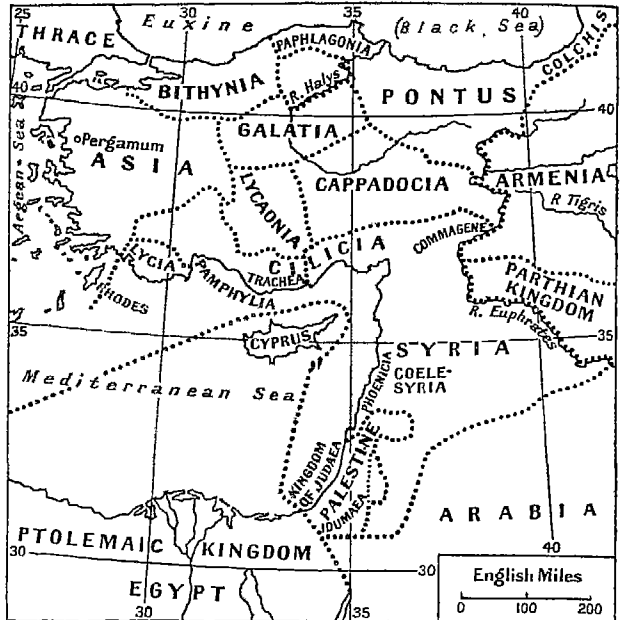 25
30
35
40
THRACE
Euxine
(Black Sea)
PAPHLAGONIA
COLCHIS
BITHYNIA
R. Halys
PONTUS
40
40
GALATIA
Pergamum
ASIA
Aegean Sea
LYCAONIA
CAPPADOCIA
ARMENIA
R Tigris
COMMAGENE
CILICIA
TRACHEA
LYCIA
PAMPHYLIA
RHODES
PARTHIAN
KINGDOM
R. Euphrates
35
35
CYPRUS
SYRIA
Mediterranean Sea
PHOENICIA
COELE-
SYRIA
KINGDOM
OF JUDAEA
PALESTINE
IDUMAEA
ARABIA
PTOLEMAIC KINGDOM
30
30
40
EGYPT
English Miles
0 100 200
30
35